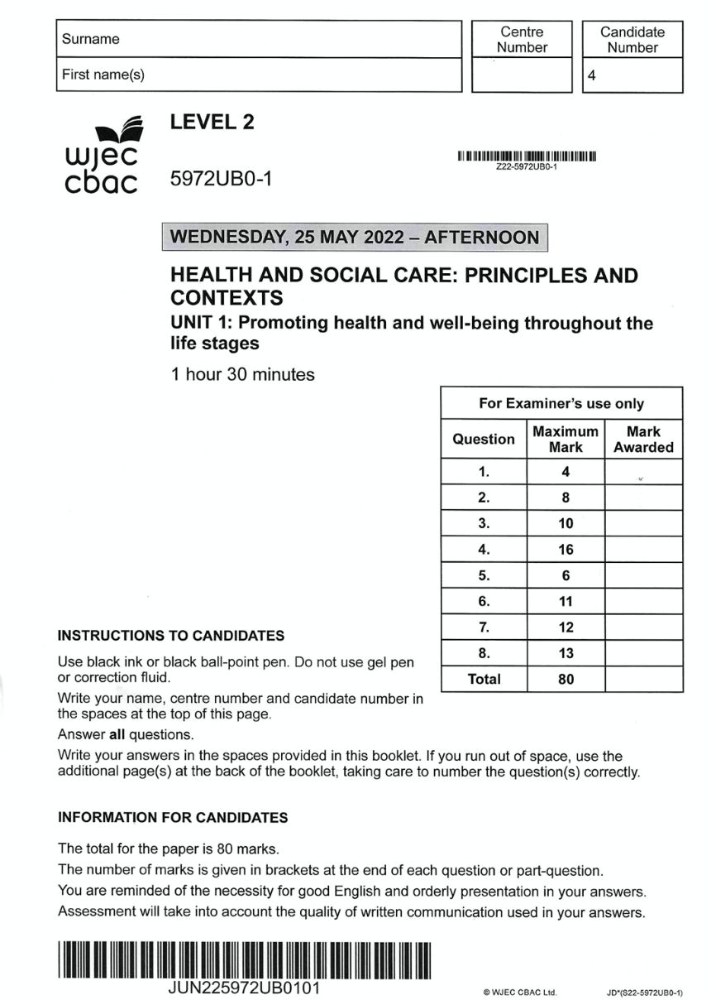 Surname
Centre
Number
Candidate
Number
First name(s)
4
LEVEL 2
wjec
cbac
5972UB0-1
Z22-5972UB0-1
WEDNESDAY, 25 MAY 2022 – AFTERNOON
HEALTH AND SOCIAL CARE: PRINCIPLES AND
CONTEXTS
UNIT 1: Promoting health and well-being throughout the
life stages
1 hour 30 minutes
For Examiner's use only
Question Maximum Mark Mark Awarded
1. 4
2. 8
3. 10
4. 16
5. 6
6. 11
7. 12
8. 13
Total 80
INSTRUCTIONS TO CANDIDATES
Use black ink or black ball-point pen. Do not use gel pen
or correction fluid.
Write your name, centre number and candidate number in
the spaces at the top of this page.
Answer all questions.
Write your answers in the spaces provided in this booklet. If you run out of space, use the
additional page(s) at the back of the booklet, taking care to number the question(s) correctly.
INFORMATION FOR CANDIDATES
The total for the paper is 80 marks.
The number of marks is given in brackets at the end of each question or part-question.
You are reminded of the necessity for good English and orderly presentation in your answers.
Assessment will take into account the quality of written communication used in your answers.
JUN225972UB0101
© WJEC CBAC Ltd.
JD*(S22-5972UB0-1)